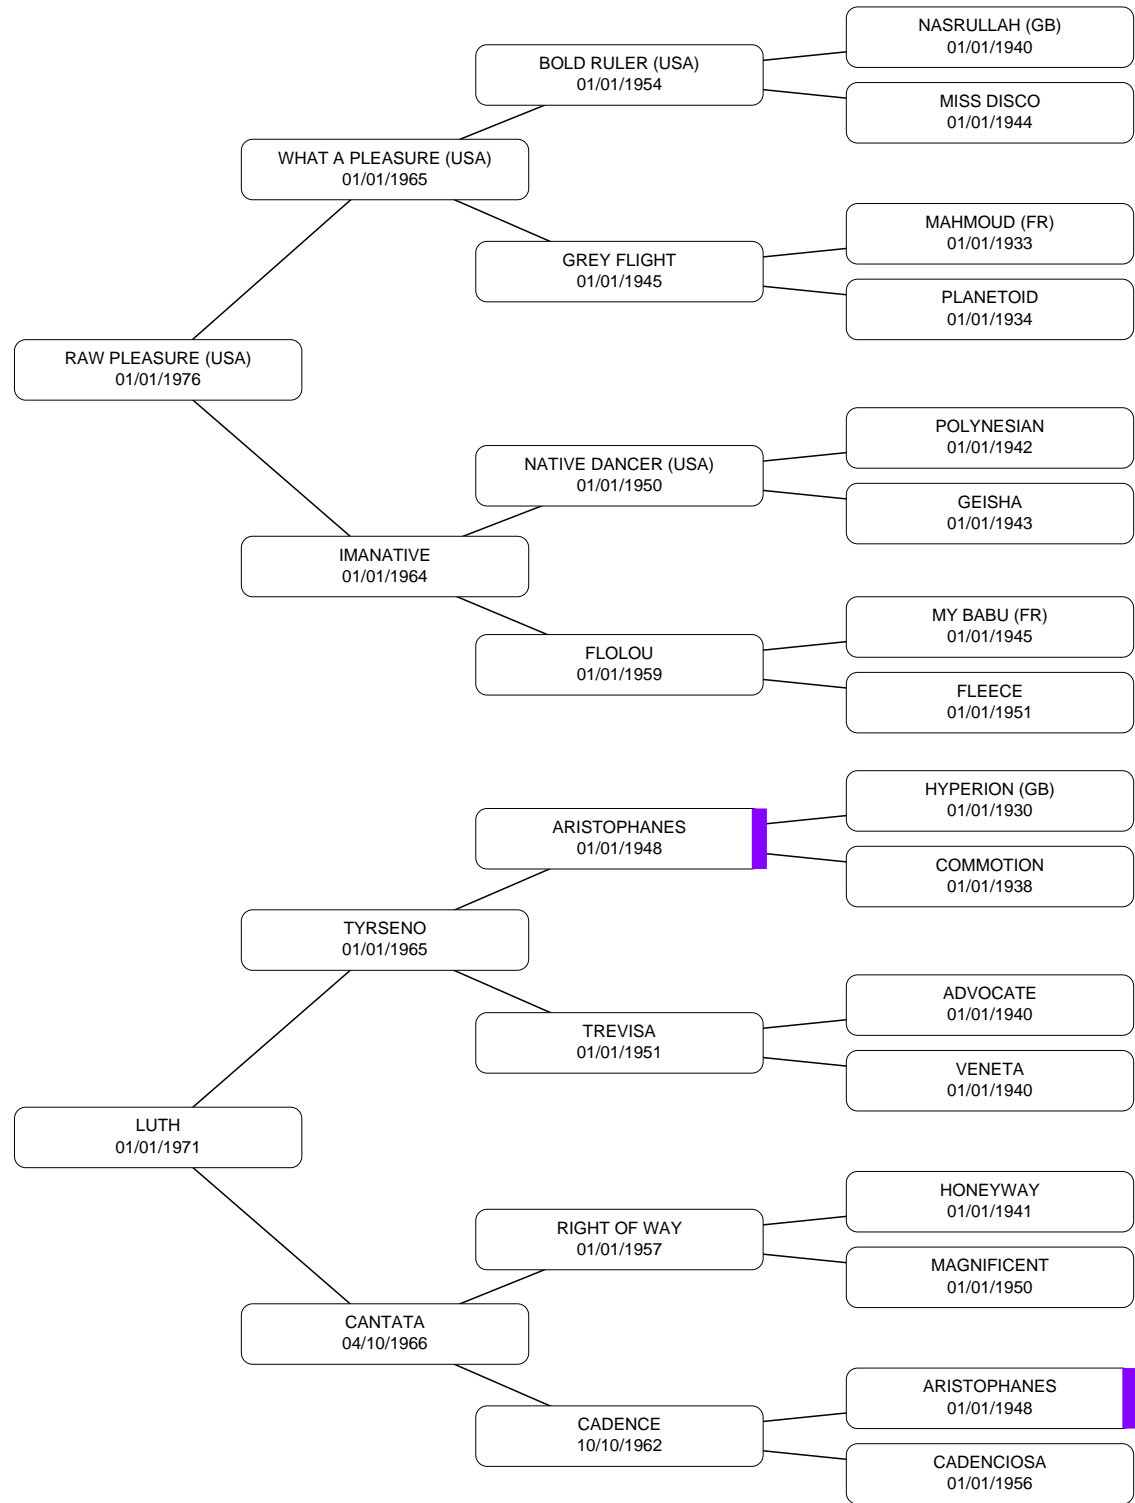 NASRULLAH (GB)
01/01/1940
BOLD RULER (USA)
01/01/1954
MISS DISCO
01/01/1944
WHAT A PLEASURE (USA)
01/01/1965
MAHMOUD (FR)
01/01/1933
GREY FLIGHT
01/01/1945
PLANETOID
01/01/1934
RAW PLEASURE (USA)
01/01/1976
POLYNESIAN
01/01/1942
NATIVE DANCER (USA)
01/01/1950
GEISHA
01/01/1943
IMANATIVE
01/01/1964
MY BABU (FR)
01/01/1945
FLOLOU
01/01/1959
FLEECE
01/01/1951
HYPERION (GB)
01/01/1930
ARISTOPHANES
01/01/1948
COMMOTION
01/01/1938
TYRSENO
01/01/1965
ADVOCATE
01/01/1940
TREVISA
01/01/1951
VENETA
01/01/1940
LUTH
01/01/1971
HONEYWAY
01/01/1941
RIGHT OF WAY
01/01/1957
MAGNIFICENT
01/01/1950
CANTATA
04/10/1966
ARISTOPHANES
01/01/1948
CADENCE
10/10/1962
CADENCIOSA
01/01/1956